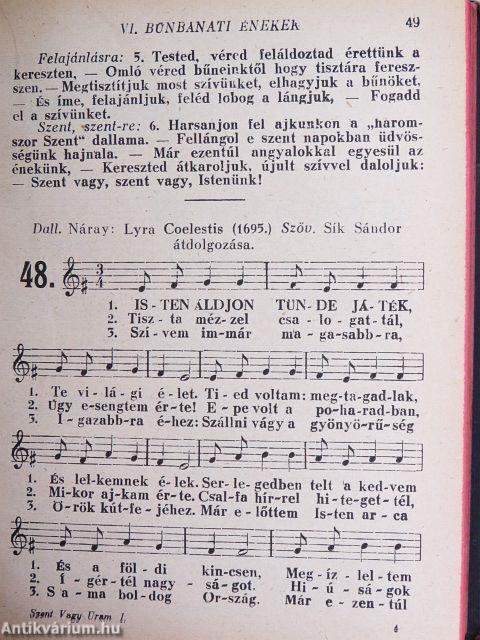 VI. BŰNBÁNATI ÉNEKEK 49
Felajánlásra: 5. Tested, véred feláldoztad érettünk a
kereszten, — Omló véred bűneinktől hogy tisztára feresz-
szen. — Megtisztítjuk most szívünket, elhagyjuk a bűnöket.
— És íme, felajánljuk, feléd lobog a lángjuk, — Fogadd
el a szívünket.
Szent, szent-re: 6. Harsanjon fel ajkunkon a „három-
szor Szent” dallama. — Fellángol e szent napokban üdvös-
ségünk hajnala. — Már ezentúl angyalokkal egyesül az
énekünk, — Kereszted átkaroljuk, újult szívvel daloljuk:
— Szent vagy, szent vagy, Istenünk!
Dall. Náray: Lyra Coelestis (1695.) Szöv. Sík Sándor
átdolgozása.
48.
3/4
1. IS-TEN ÁLDJON TÜN-DE JÁ-TÉK,
2. Tisz-ta méz-zel csa-lo-gat-tál,
3. Szí-vem im-már ma-ga-sabb-ra,
1. Te vi-lá-gi é-let. Ti-ed voltam: meg-ta-gad-lak,
2. Úgy e-sengtem ér-te! E-pe volt a po-ha-rad-ban,
3. I-gazabb-ra é-hez: Szállni vágy a gyönyö-rű-ség
1. És lel-kemnek é-lek. Ser-le-gedben telt a kedvem
2. Mi-kor aj-kam ér-te. Csal-fa hír-rel hi-te-get-tél,
3. Ö-rök kút-fe-jéhez. Már e-lőttem Is-ten ar-ca
1. És a föl-di kin-csen, Meg-íz-lel-tem
2. Í-gér-tél nagy-sá-got. Hi-ú-sá-gok
3. S a-ma bol-dog Or-szág. Már e-zen-túl
Szent Vagy Uram I. 4
Antikvárium.hu